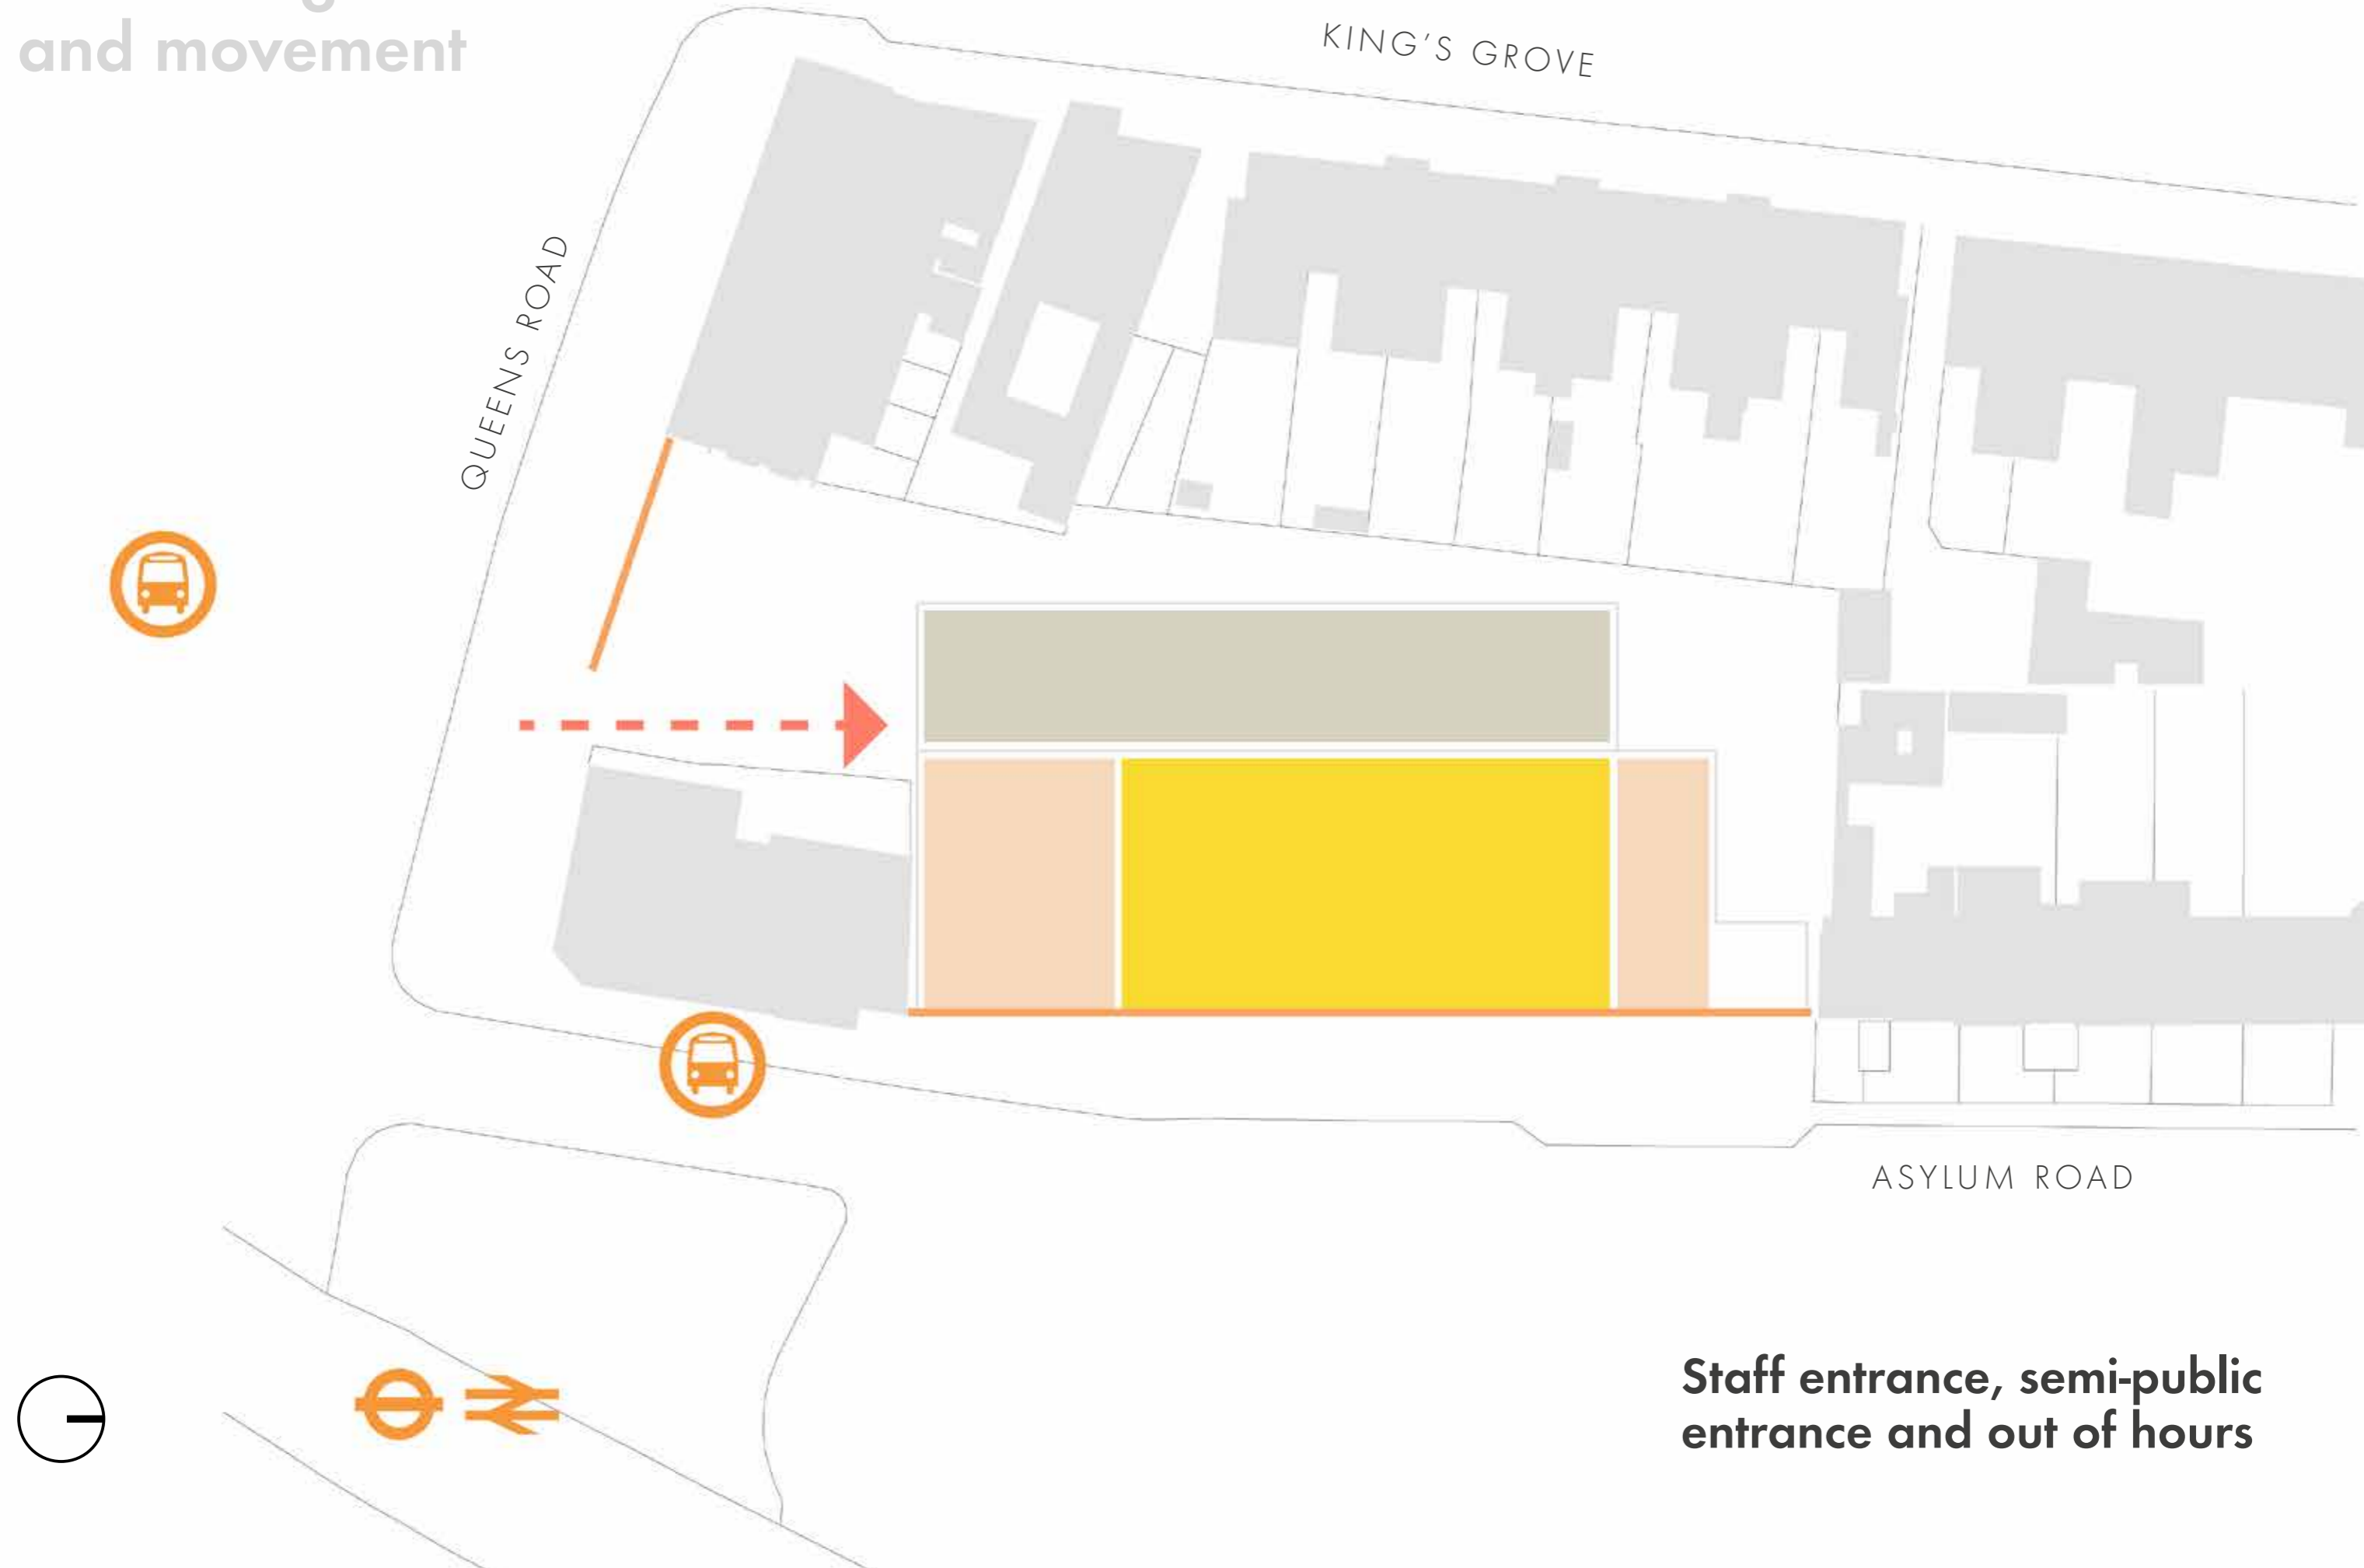 and movement
KING'S GROVE
QUEENS ROAD
ASYLUM ROAD
Staff entrance, semi-public
entrance and out of hours